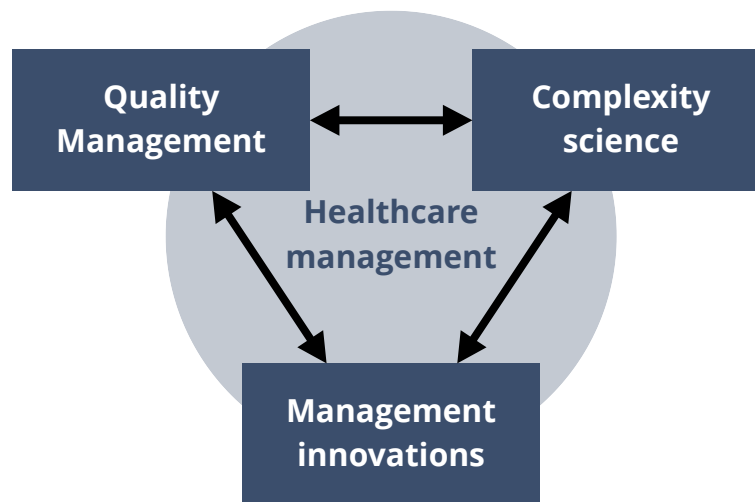 Quality
Management
Complexity
science
Healthcare
management
Management
innovations